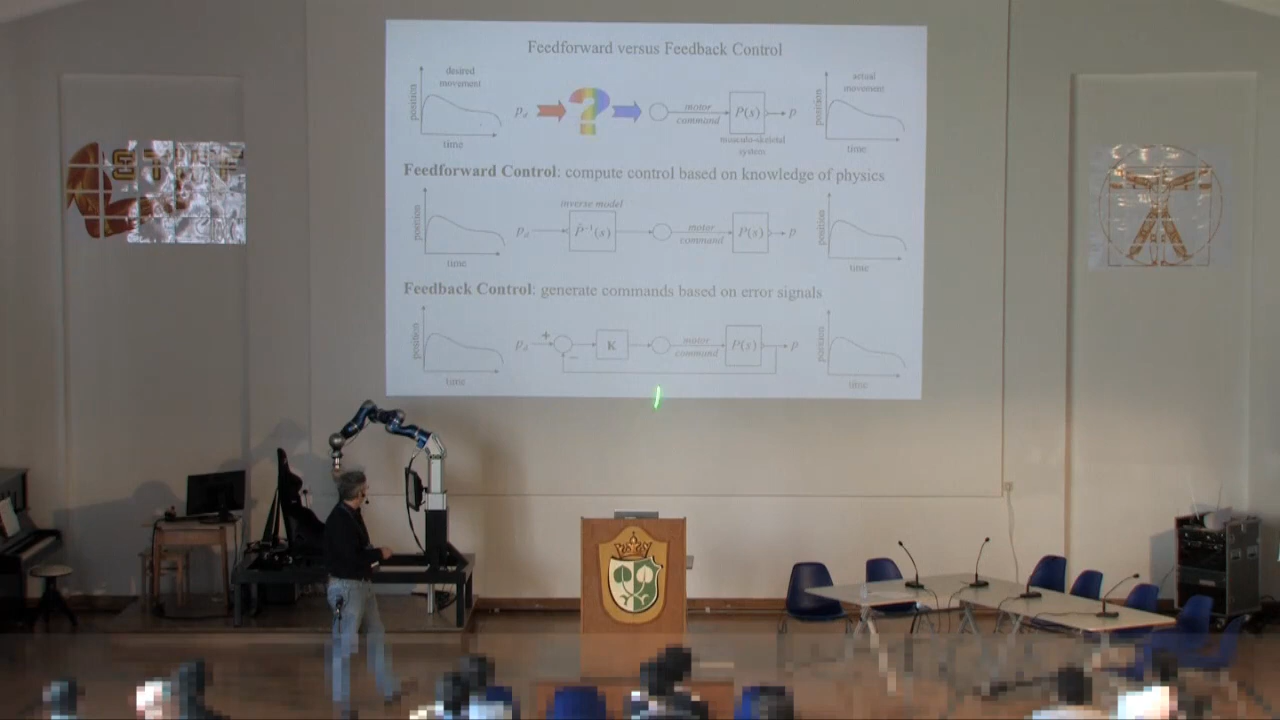 Feedforward versus Feedback Control
desired
movement
position
time
p_d
?
motor
command
P(s)
p
musculo-skeletal
system
actual
movement
position
time
Feedforward Control: compute control based on knowledge of physics
position
time
p_d
inverse model
P̂⁻¹(s)
motor
command
P(s)
p
position
time
Feedback Control: generate commands based on error signals
position
time
p_d
+
−
K
motor
command
P(s)
p
position
time